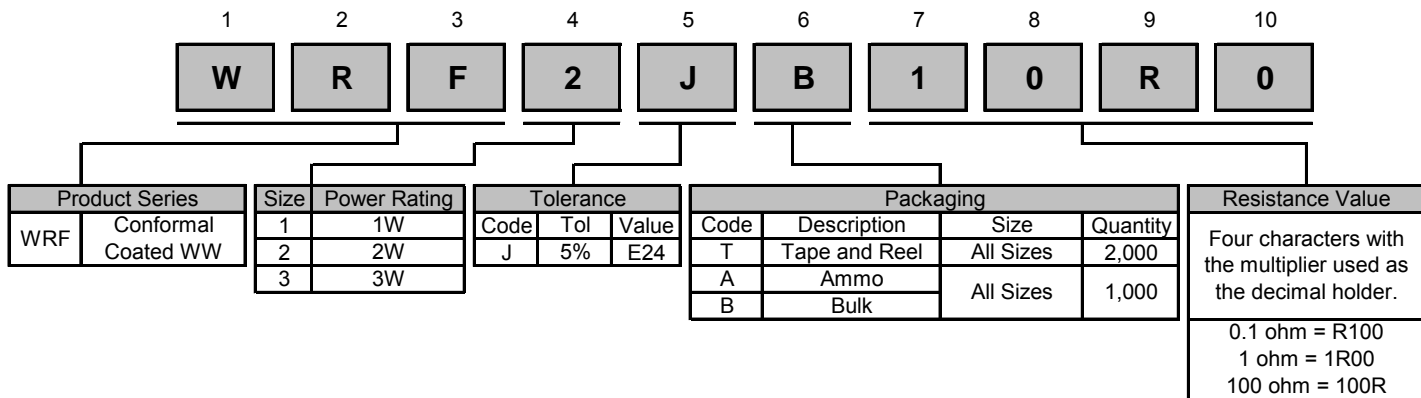 1 2 3 4 5 6 7 8 9 10
W R F 2 J B 1 0 R 0
Product Series
WRF Conformal Coated WW
Size Power Rating
1 1W
2 2W
3 3W
Tolerance
Code Tol Value
J 5% E24
Packaging
Code Description Size Quantity
T Tape and Reel All Sizes 2,000
A Ammo All Sizes 1,000
B Bulk
Resistance Value
Four characters with
the multiplier used as
the decimal holder.
0.1 ohm = R100
1 ohm = 1R00
100 ohm = 100R